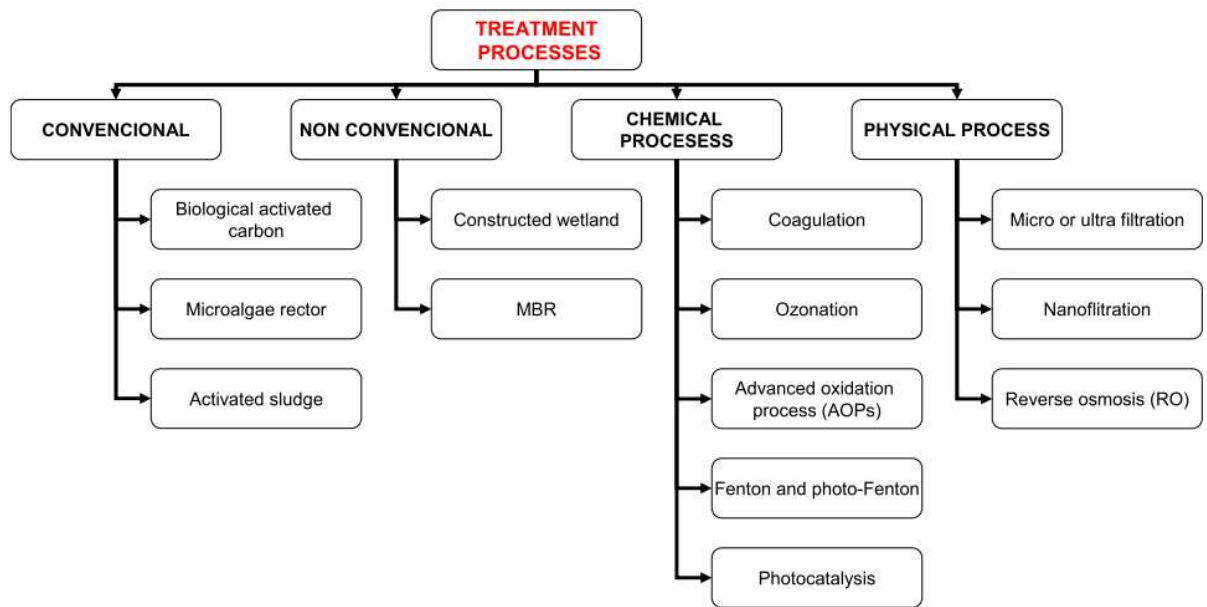 TREATMENT
PROCESSES
CONVENCIONAL
NON CONVENCIONAL
CHEMICAL
PROCESESS
PHYSICAL PROCESS
Biological activated
carbon
Microalgae rector
Activated sludge
Constructed wetland
MBR
Coagulation
Ozonation
Advanced oxidation
process (AOPs)
Fenton and photo-Fenton
Photocatalysis
Micro or ultra filtration
Nanoflitration
Reverse osmosis (RO)